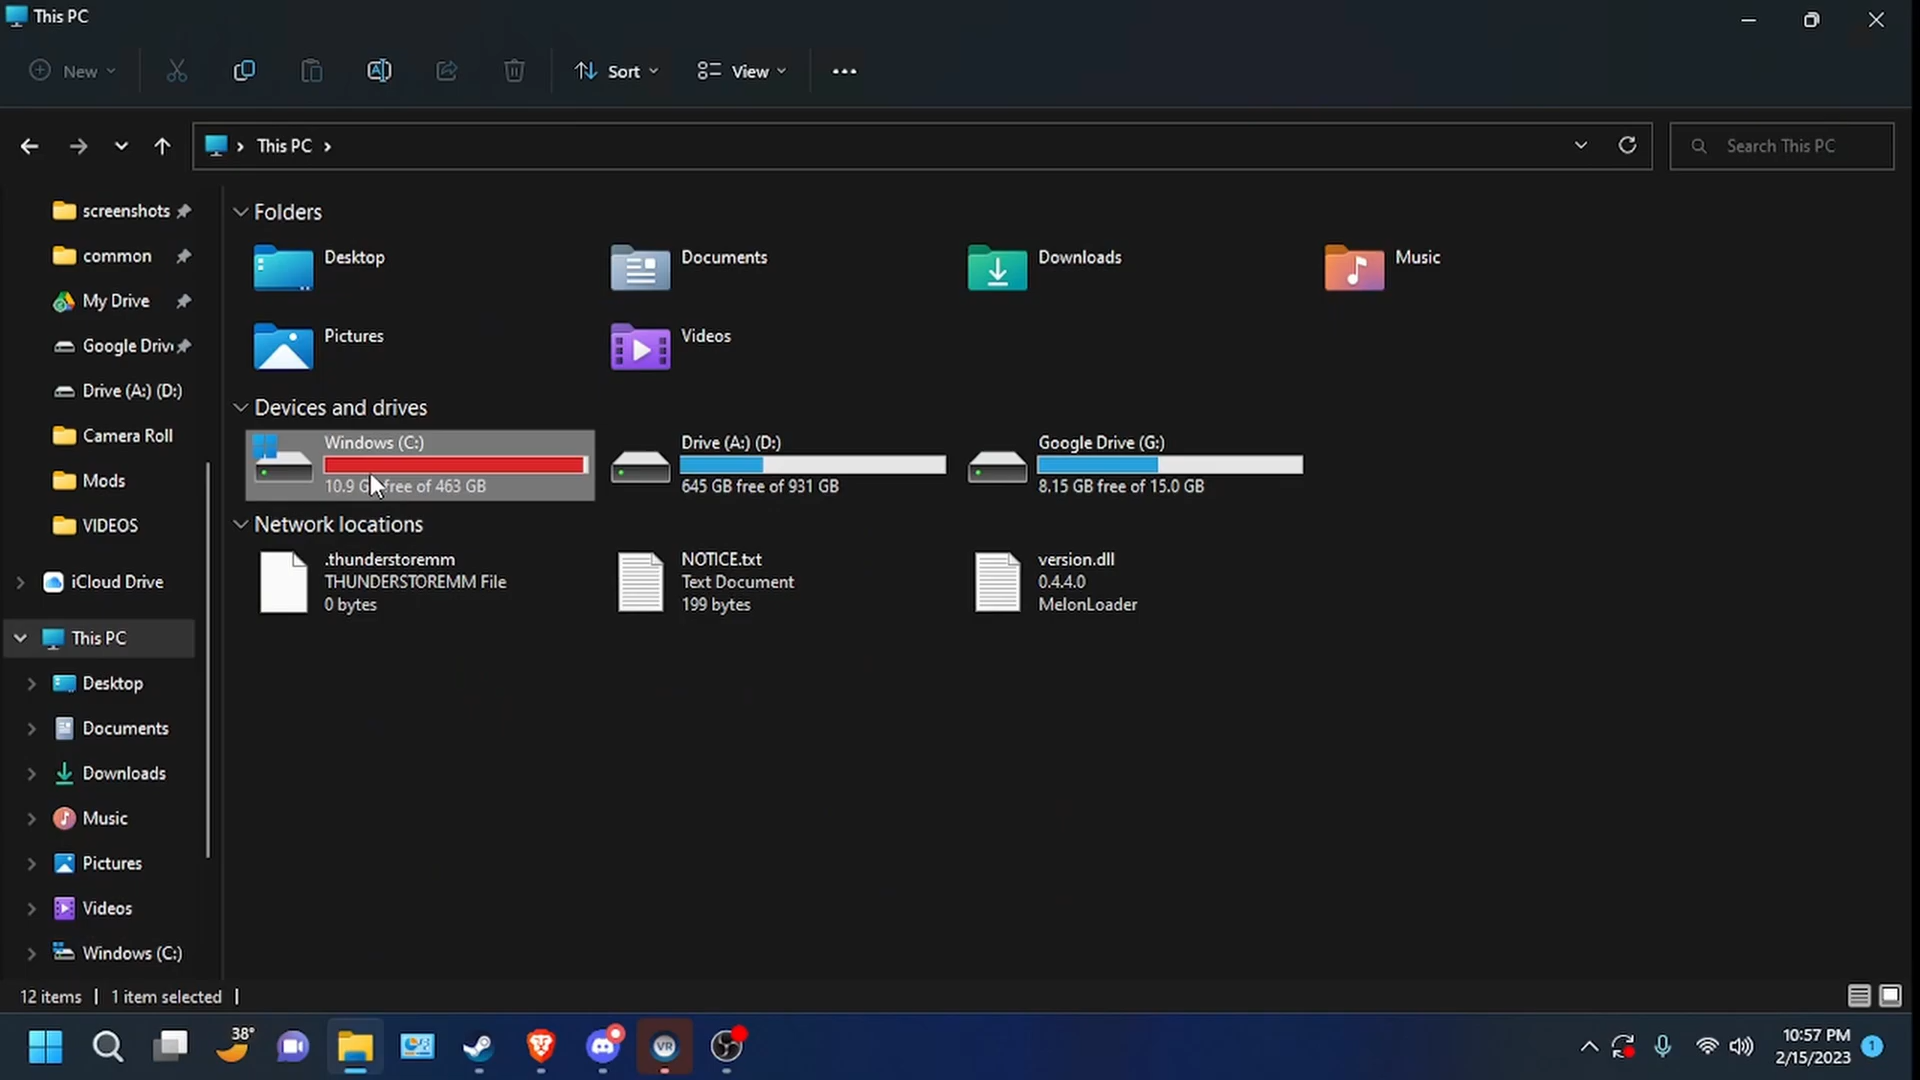 This PC
New
Sort
View
This PC
Search This PC
screenshots
common
My Drive
Google Driv
Drive (A:) (D:)
Camera Roll
Mods
VIDEOS
iCloud Drive
This PC
Desktop
Documents
Downloads
Music
Pictures
Videos
Windows (C:)
Folders
Desktop
Documents
Downloads
Music
Pictures
Videos
Devices and drives
Windows (C:)
10.9 G free of 463 GB
Drive (A:) (D:)
645 GB free of 931 GB
Google Drive (G:)
8.15 GB free of 15.0 GB
Network locations
.thunderstoremm
THUNDERSTOREMM File
0 bytes
NOTICE.txt
Text Document
199 bytes
version.dll
0.4.4.0
MelonLoader
12 items
1 item selected
38°
VR
10:57 PM
2/15/2023
1